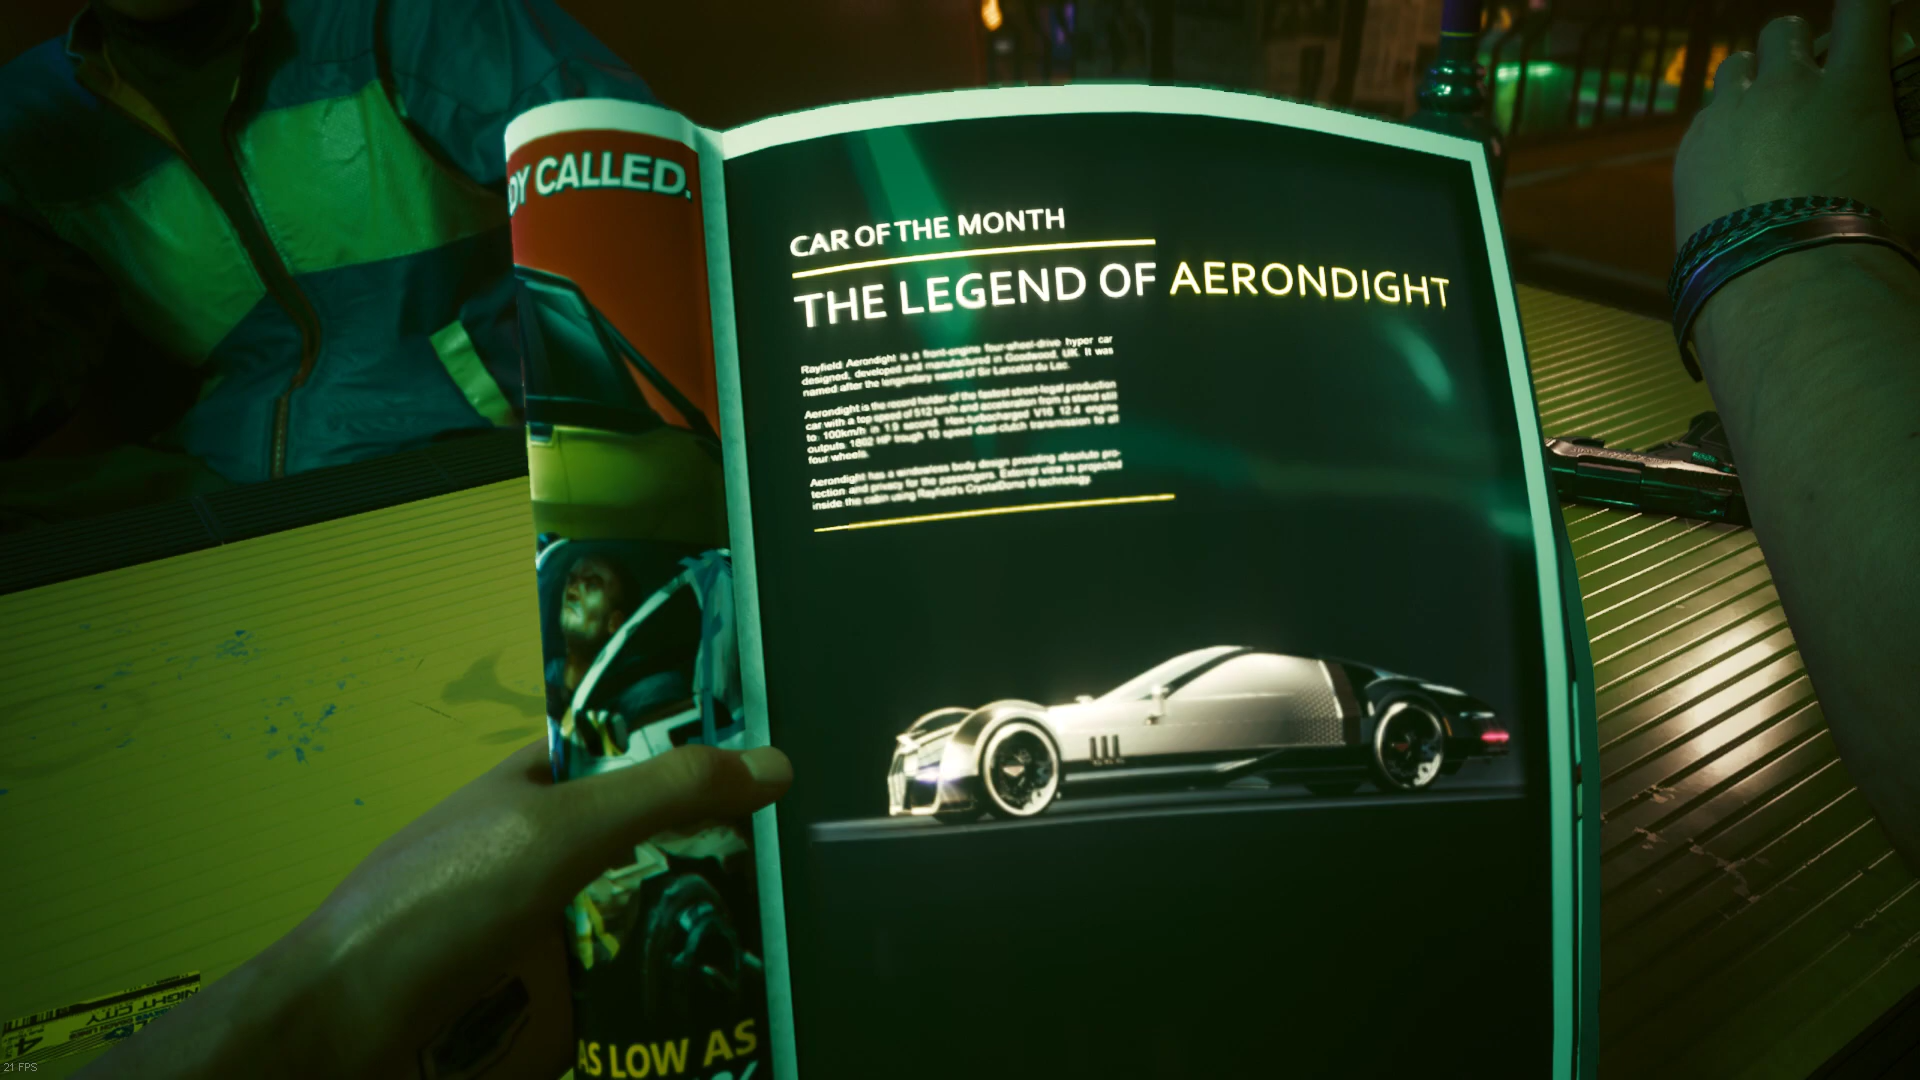 DY CALLED.
CAR OF THE MONTH
THE LEGEND OF AERONDIGHT
Rayfield Aerondight is a front-engine four-wheel-drive hyper car
designed, developed and manufactured in Goodwood, UK. It was
named after the lengendary sword of Sir Lancelot du Lac.
Aerondight is the record holder of the fastest street-legal production
car with a top speed of 512 km/h and acceleration from a stand still
to 100km/h in 1.9 second. Hex-turbocharged V16 12.4 engine
outputs 1802 HP trough 10 speed dual-clutch transmission to all
four wheels.
Aerondight has a windowless body design providing absolute pro-
tection and privacy for the passengers. External view is projected
inside the cabin using Rayfield's CrystalDome technology.
AS LOW AS
NIGHT CITY
21 FPS